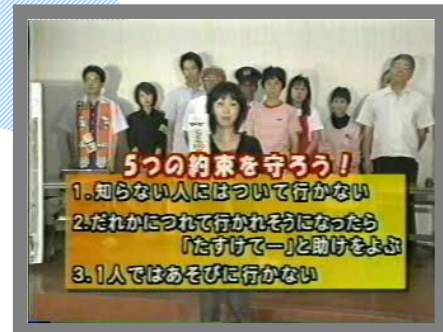 5つの約束を守ろう！
1.知らない人にはついて行かない
2.だれかにつれて行かれそうになったら
「たすけてー」と助けをよぶ
3.1人ではあそびに行かない